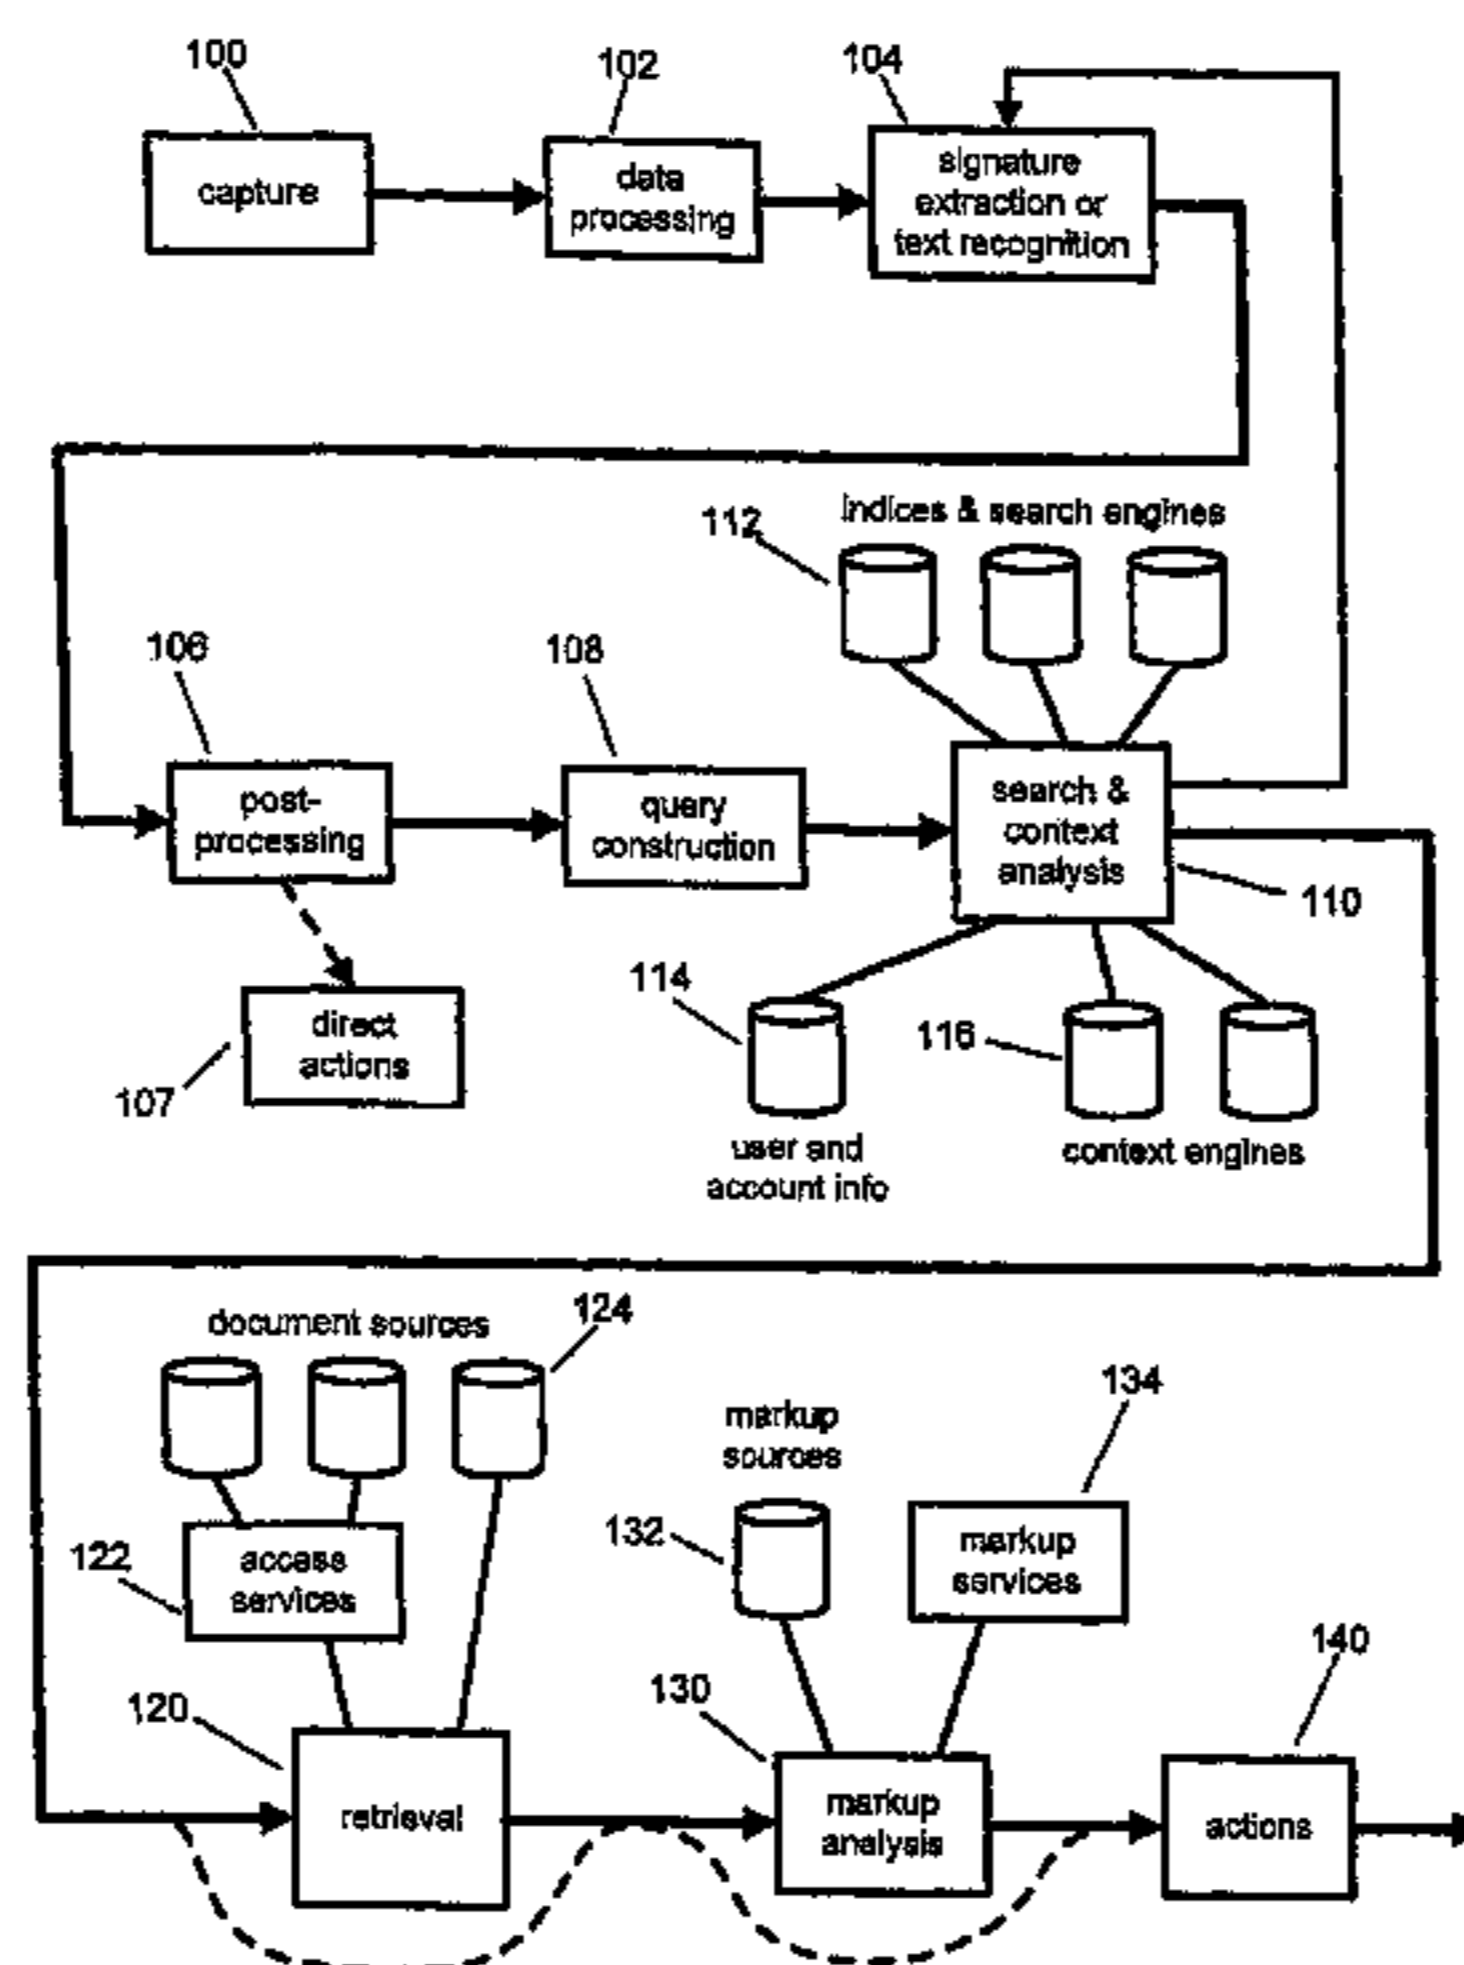 100
102
104
capture
data
processing
signature
extraction or
text recognition
112
indices & search engines
106
108
post-
processing
query
construction
search &
context
analysis
110
direct
actions
107
114
116
user and
account info
context engines
document sources
124
markup
sources
134
132
markup
services
122
access
services
120
130
140
retrieval
markup
analysis
actions